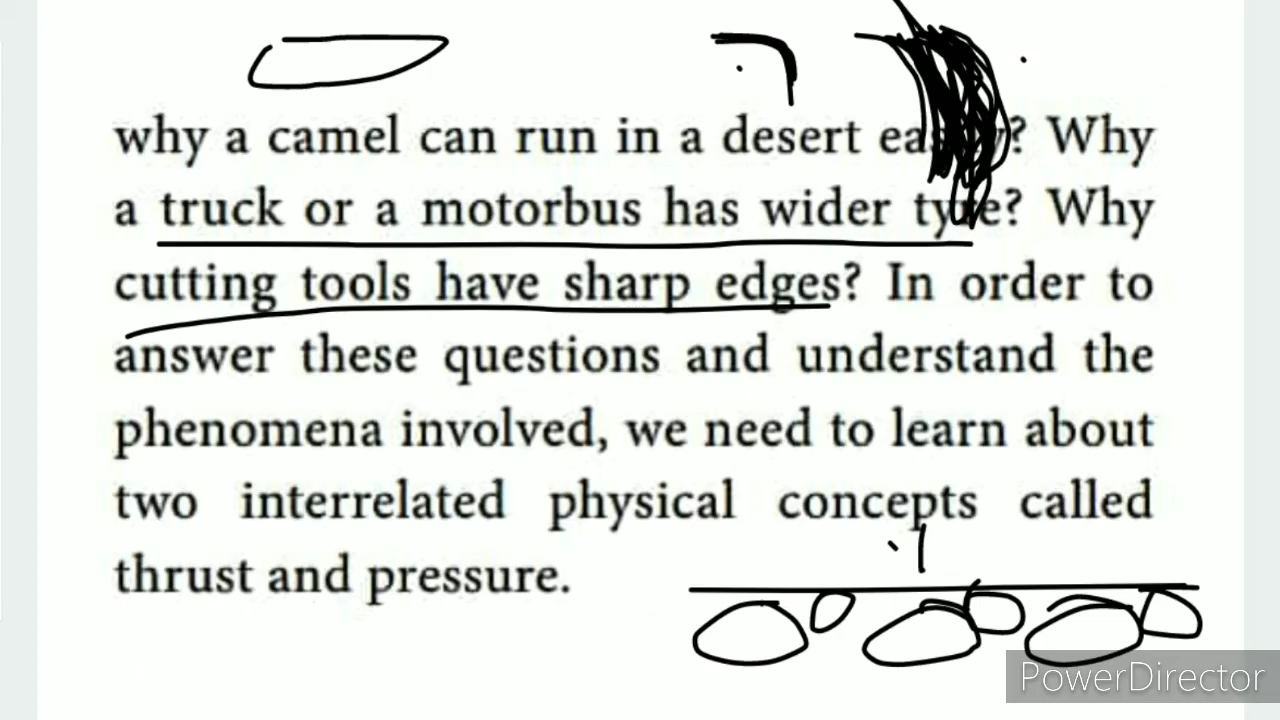 why a camel can run in a desert easily? Why
a truck or a motorbus has wider tyre? Why
cutting tools have sharp edges? In order to
answer these questions and understand the
phenomena involved, we need to learn about
two interrelated physical concepts called
thrust and pressure.
PowerDirector